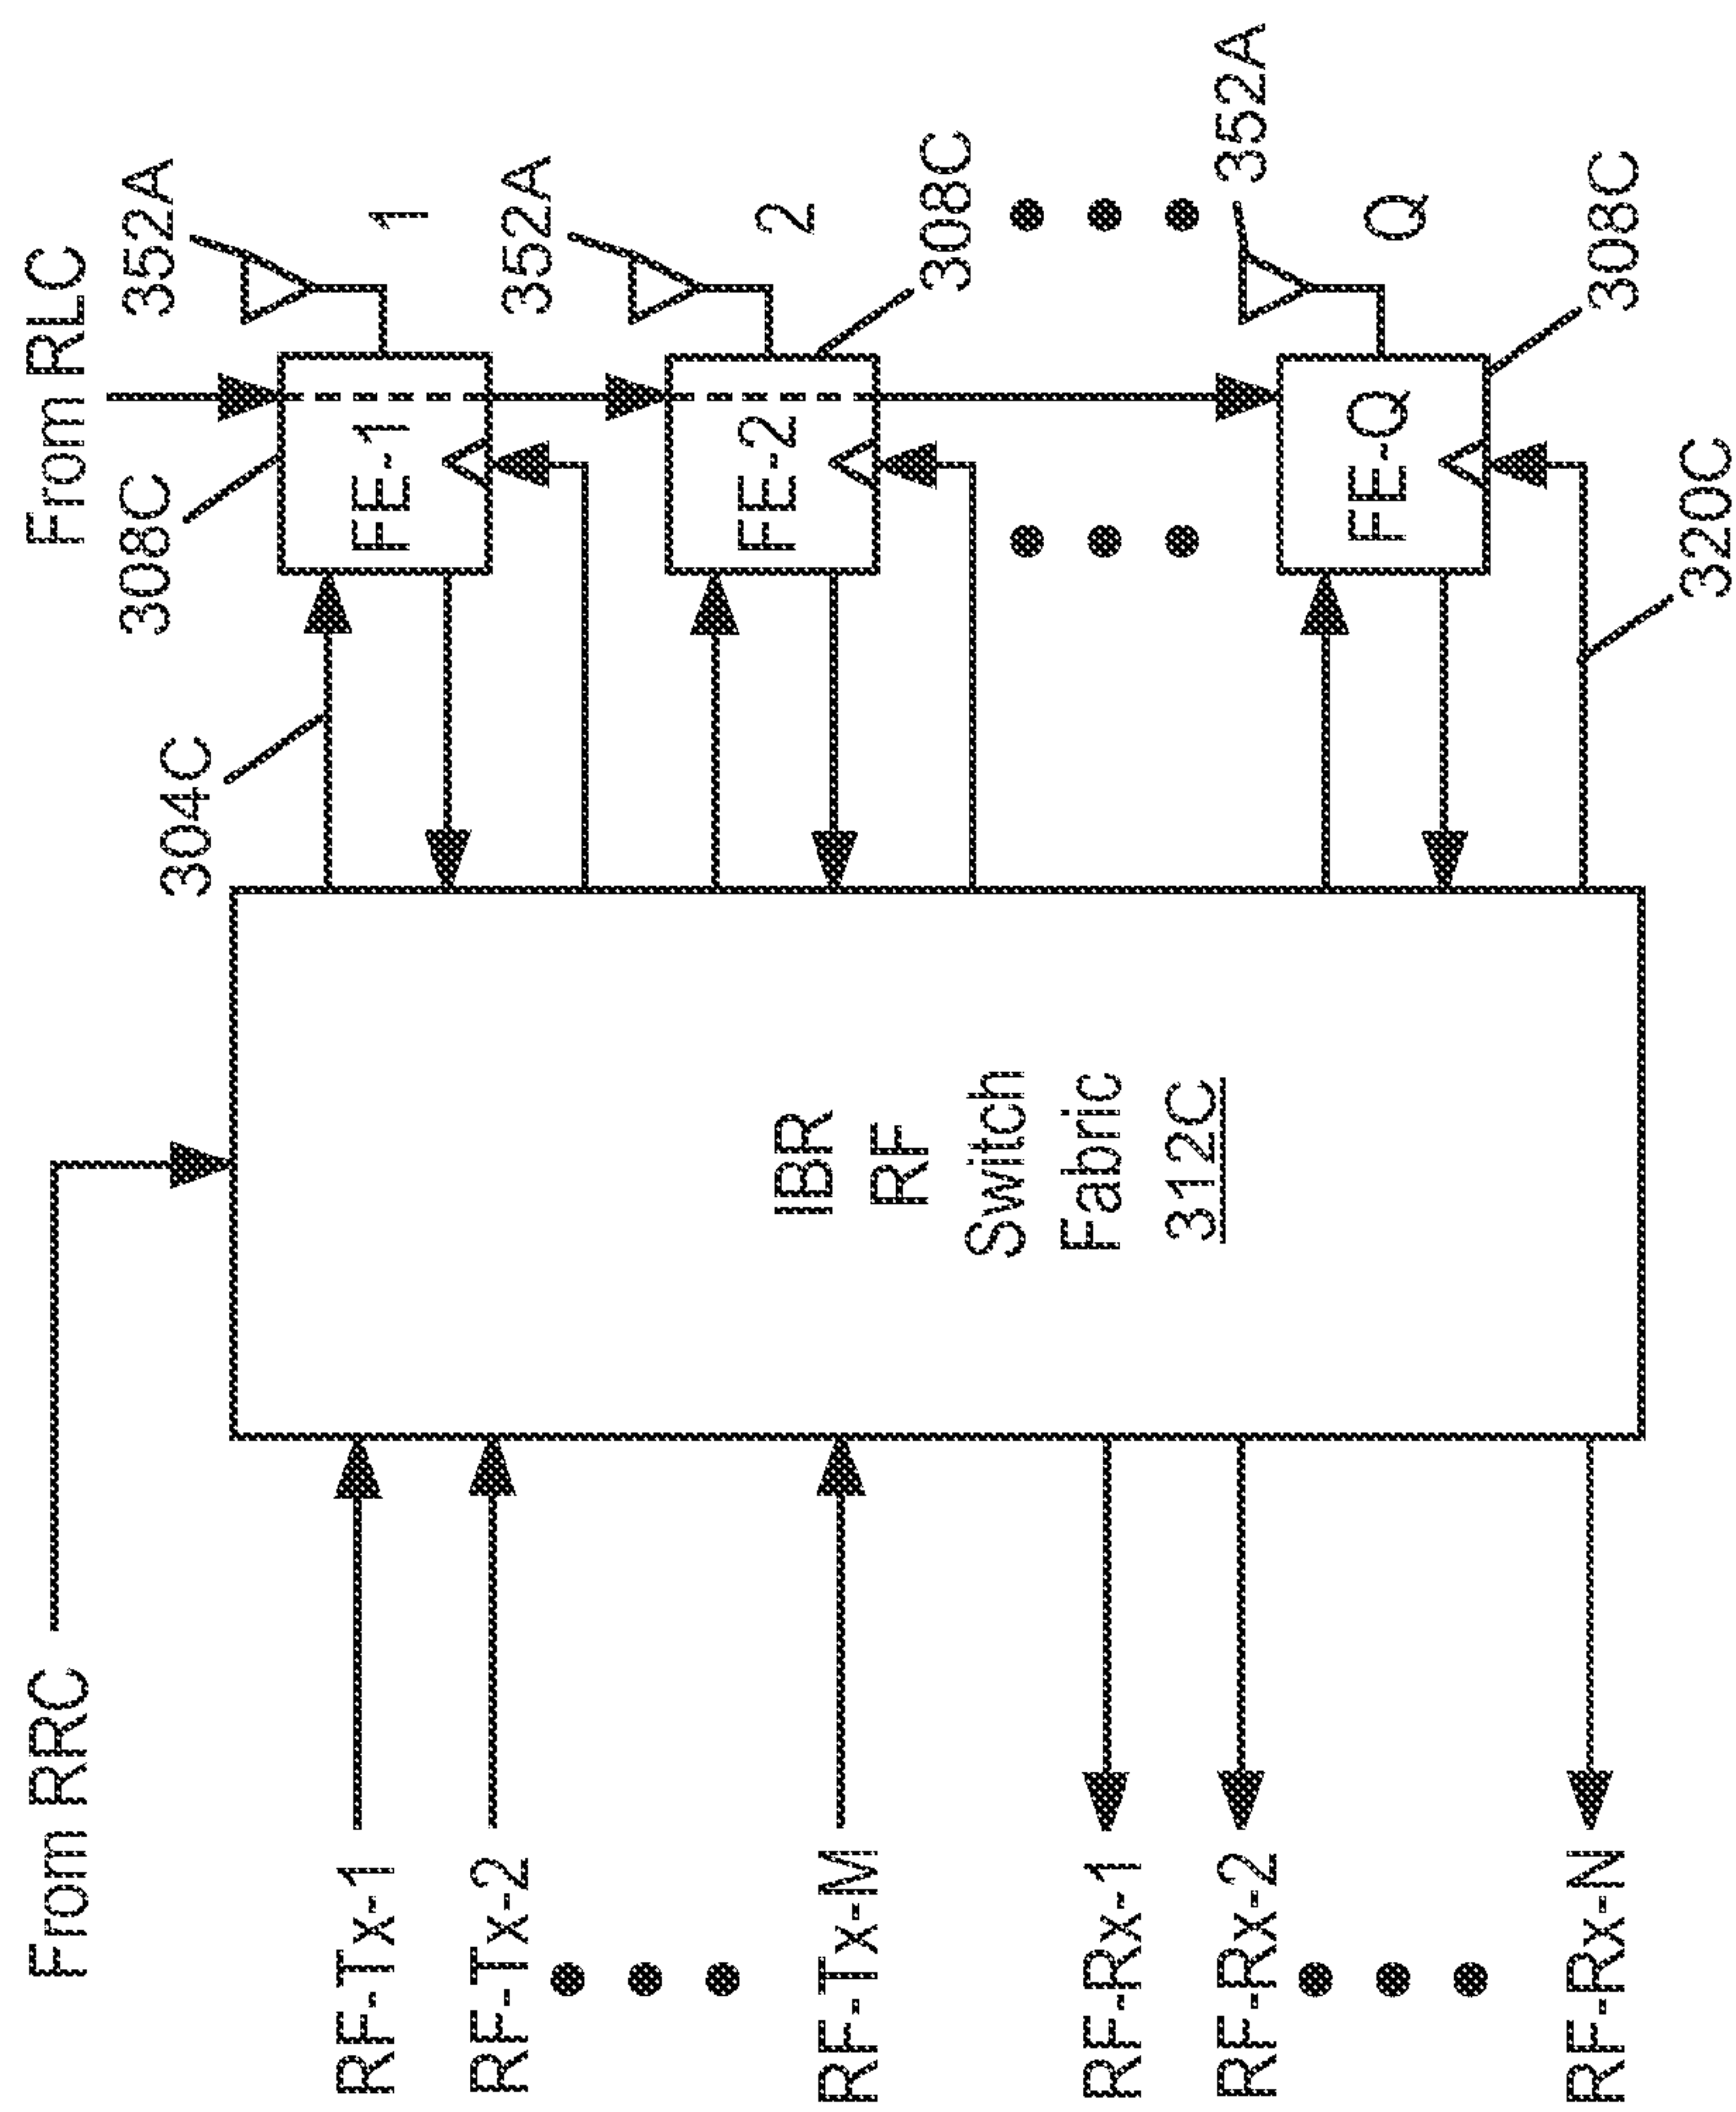 From RRC
From RLC
RF-Tx-1
RF-Tx-2
RF-Tx-M
RF-Rx-1
RF-Rx-2
RF-Rx-N
IBR
RF
Switch
Fabric
312C
304C
308C
352A
FE-1
1
352A
FE-2
2
308C
352A
FE-Q
Q
308C
320C